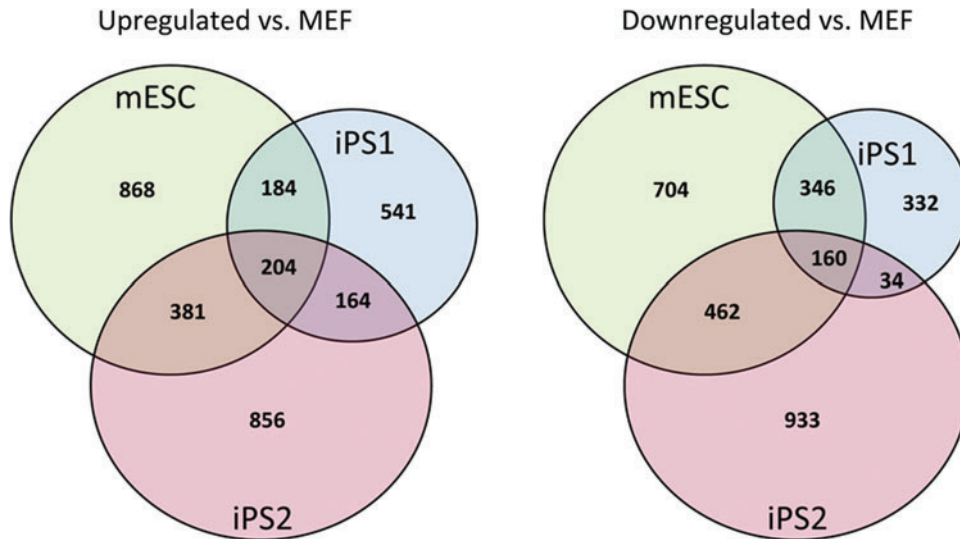 Upregulated vs. MEF
mESC
iPS1
868
184
541
204
164
381
856
iPS2
Downregulated vs. MEF
mESC
iPS1
704
346
332
160
34
462
933
iPS2